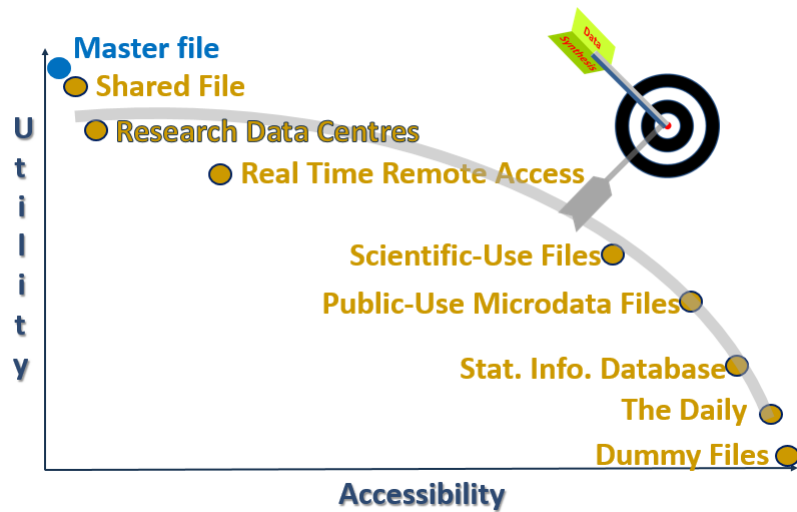 Data
Synthesis
Master file
Shared File
Utility
Research Data Centres
Real Time Remote Access
Scientific-Use Files
Public-Use Microdata Files
Stat. Info. Database
The Daily
Dummy Files
Accessibility